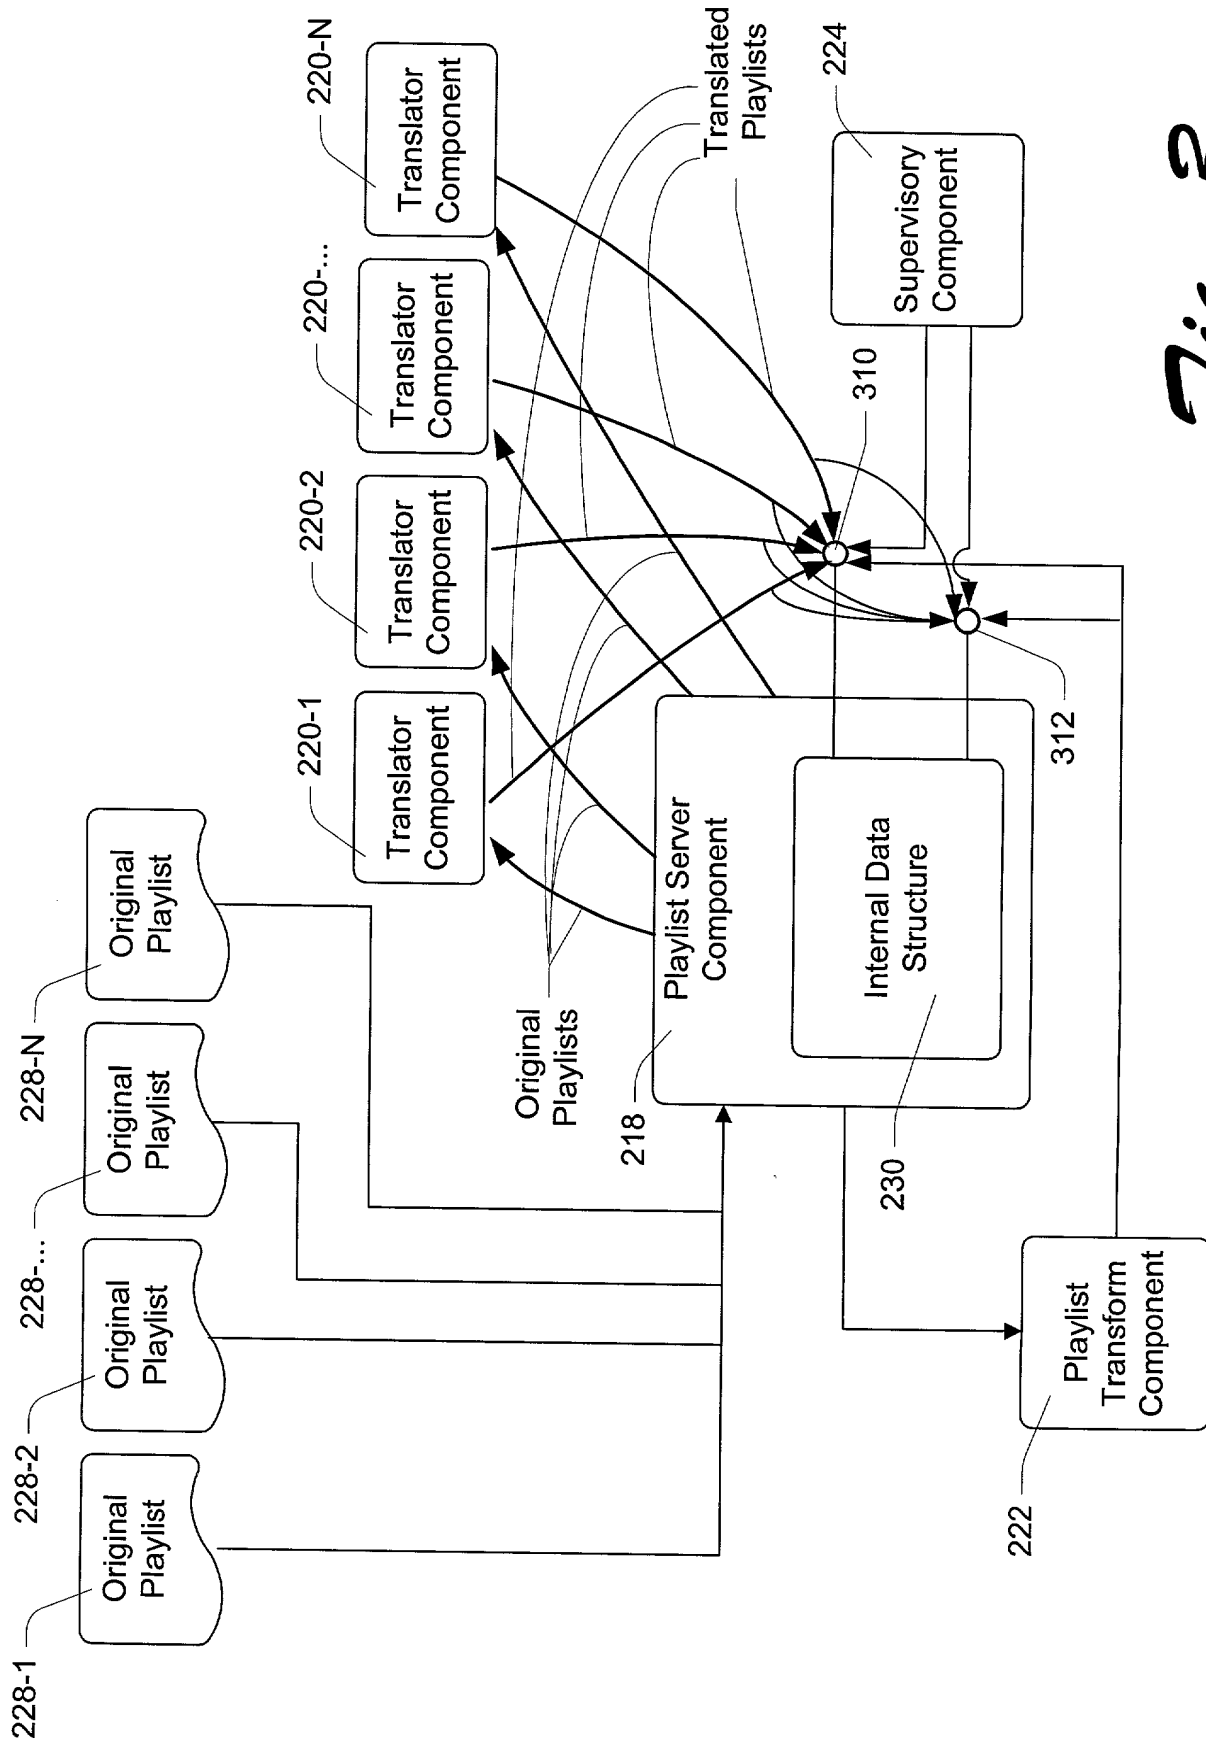 228-1
228-2
228-...
228-N
Original
Playlist
Original
Playlist
Original
Playlist
Original
Playlist
220-1
220-2
220-...
220-N
Translator
Component
Translator
Component
Translator
Component
Translator
Component
Original
Playlists
Translated
Playlists
218
Playlist Server
Component
230
Internal Data
Structure
310
312
224
Supervisory
Component
222
Playlist
Transform
Component
Fig. 3